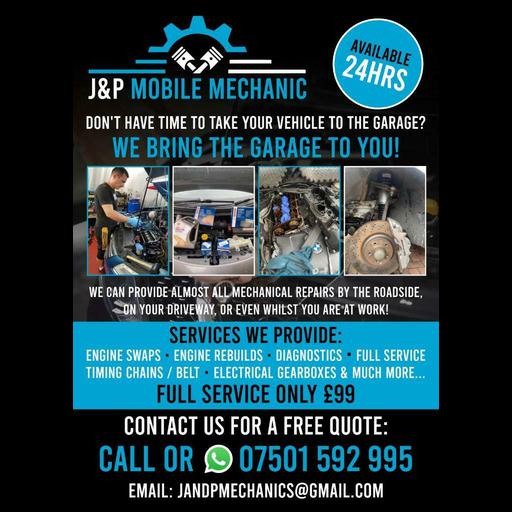 AVAILABLE
24HRS
J&P MOBILE MECHANIC
DON'T HAVE TIME TO TAKE YOUR VEHICLE TO THE GARAGE?
WE BRING THE GARAGE TO YOU!
WE CAN PROVIDE ALMOST ALL MECHANICAL REPAIRS BY THE ROADSIDE,
ON YOUR DRIVEWAY, OR EVEN WHILST YOU ARE AT WORK!
SERVICES WE PROVIDE:
ENGINE SWAPS • ENGINE REBUILDS • DIAGNOSTICS • FULL SERVICE
TIMING CHAINS / BELT • ELECTRICAL GEARBOXES & MUCH MORE...
FULL SERVICE ONLY £99
CONTACT US FOR A FREE QUOTE:
CALL OR 07501 592 995
EMAIL: JANDPMECHANICS@GMAIL.COM